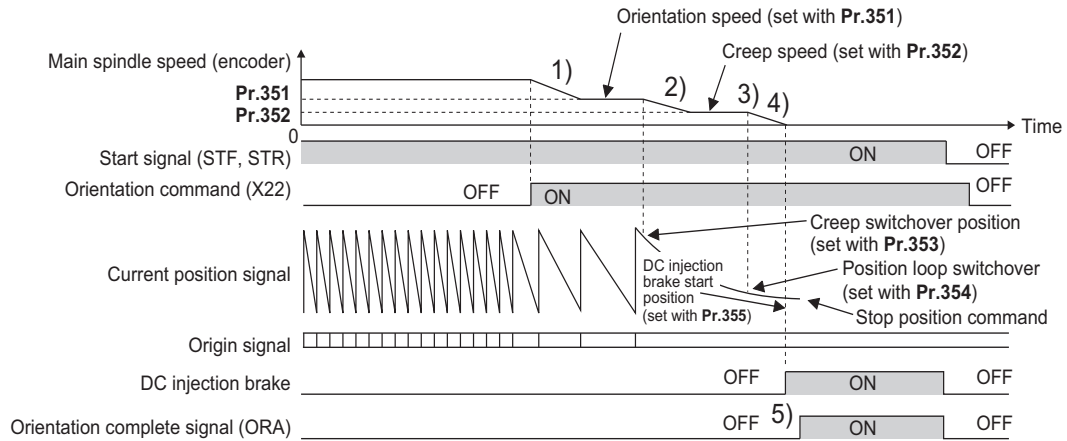 Orientation speed (set with Pr.351)
Creep speed (set with Pr.352)
Main spindle speed (encoder)
1)
2)
3)
4)
Pr.351
Pr.352
0
Time
Start signal (STF, STR)
ON
OFF
Orientation command (X22)
OFF
ON
OFF
Creep switchover position
(set with Pr.353)
Current position signal
DC injection
brake start
position
(set with Pr.355)
Position loop switchover
(set with Pr.354)
Stop position command
Origin signal
DC injection brake
OFF
ON
OFF
Orientation complete signal (ORA)
OFF
5)
ON
OFF